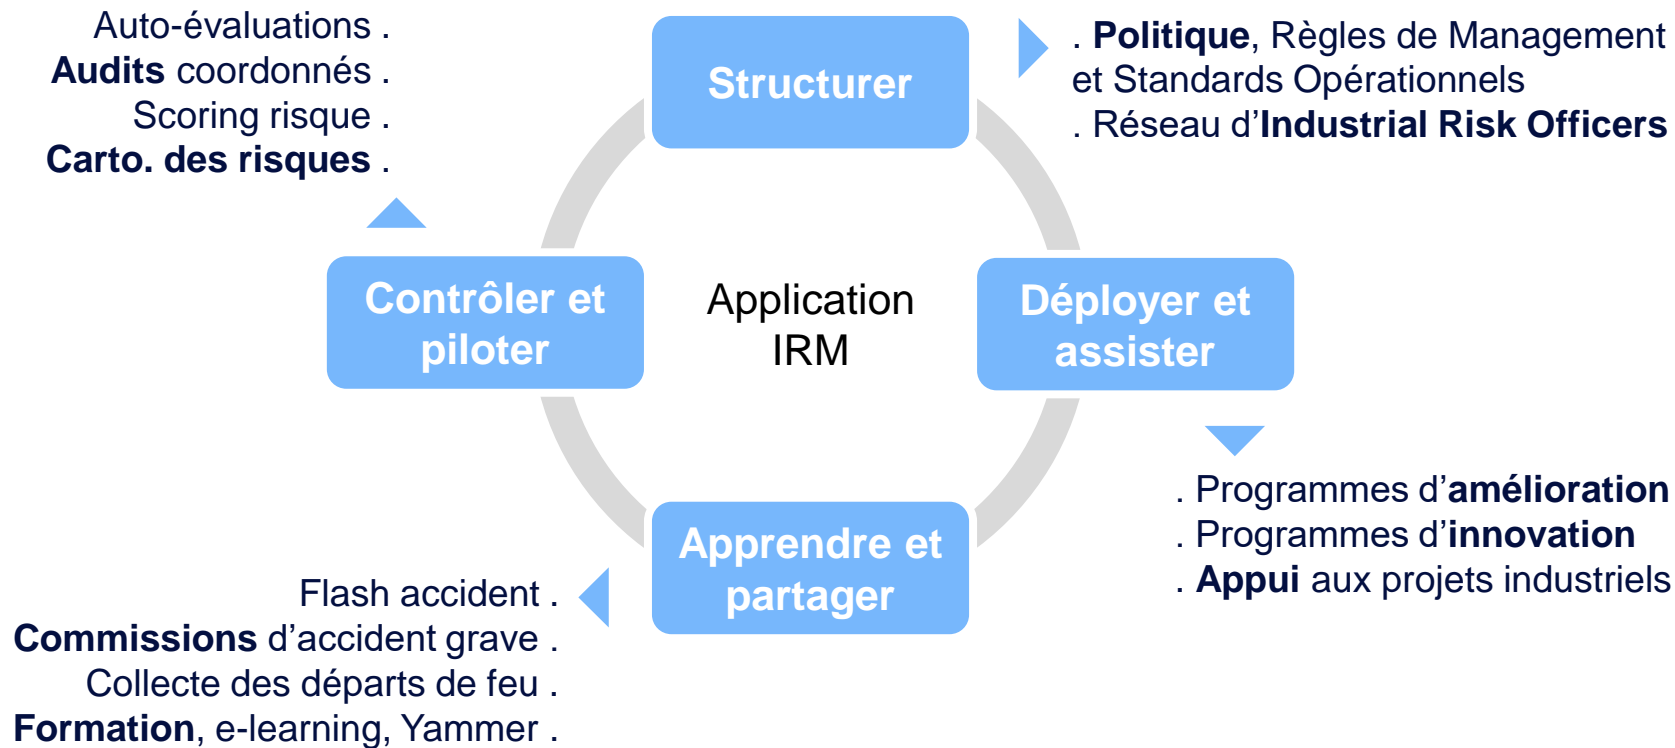 Auto-évaluations .
Audits coordonnés .
Scoring risque .
Carto. des risques .
Structurer
. Politique, Règles de Management
et Standards Opérationnels
. Réseau d’Industrial Risk Officers
Contrôler et
piloter
Application
IRM
Déployer et
assister
. Programmes d’amélioration
. Programmes d’innovation
. Appui aux projets industriels
Apprendre et
partager
Flash accident .
Commissions d’accident grave .
Collecte des départs de feu .
Formation, e-learning, Yammer .